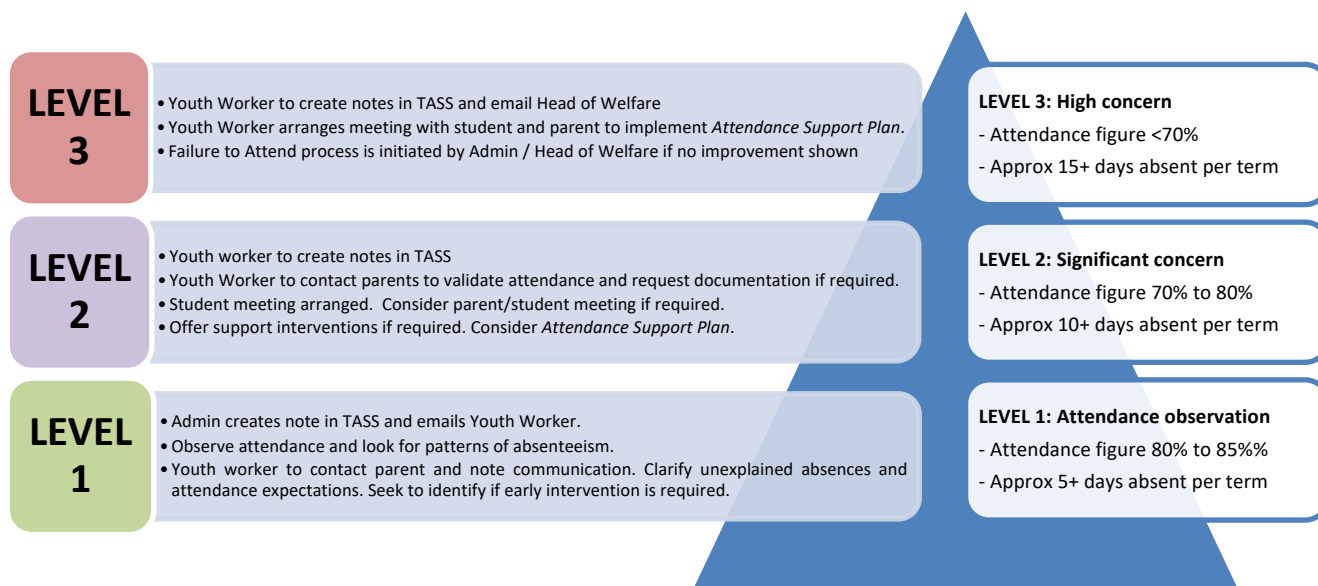 LEVEL
3
• Youth Worker to create notes in TASS and email Head of Welfare
• Youth Worker arranges meeting with student and parent to implement Attendance Support Plan.
• Failure to Attend process is initiated by Admin / Head of Welfare if no improvement shown
LEVEL 3: High concern
- Attendance figure <70%
- Approx 15+ days absent per term
LEVEL
2
• Youth worker to create notes in TASS
• Youth Worker to contact parents to validate attendance and request documentation if required.
• Student meeting arranged. Consider parent/student meeting if required.
• Offer support interventions if required. Consider Attendance Support Plan.
LEVEL 2: Significant concern
- Attendance figure 70% to 80%
- Approx 10+ days absent per term
LEVEL
1
• Admin creates note in TASS and emails Youth Worker.
• Observe attendance and look for patterns of absenteeism.
• Youth worker to contact parent and note communication. Clarify unexplained absences and
attendance expectations. Seek to identify if early intervention is required.
LEVEL 1: Attendance observation
- Attendance figure 80% to 85%%
- Approx 5+ days absent per term